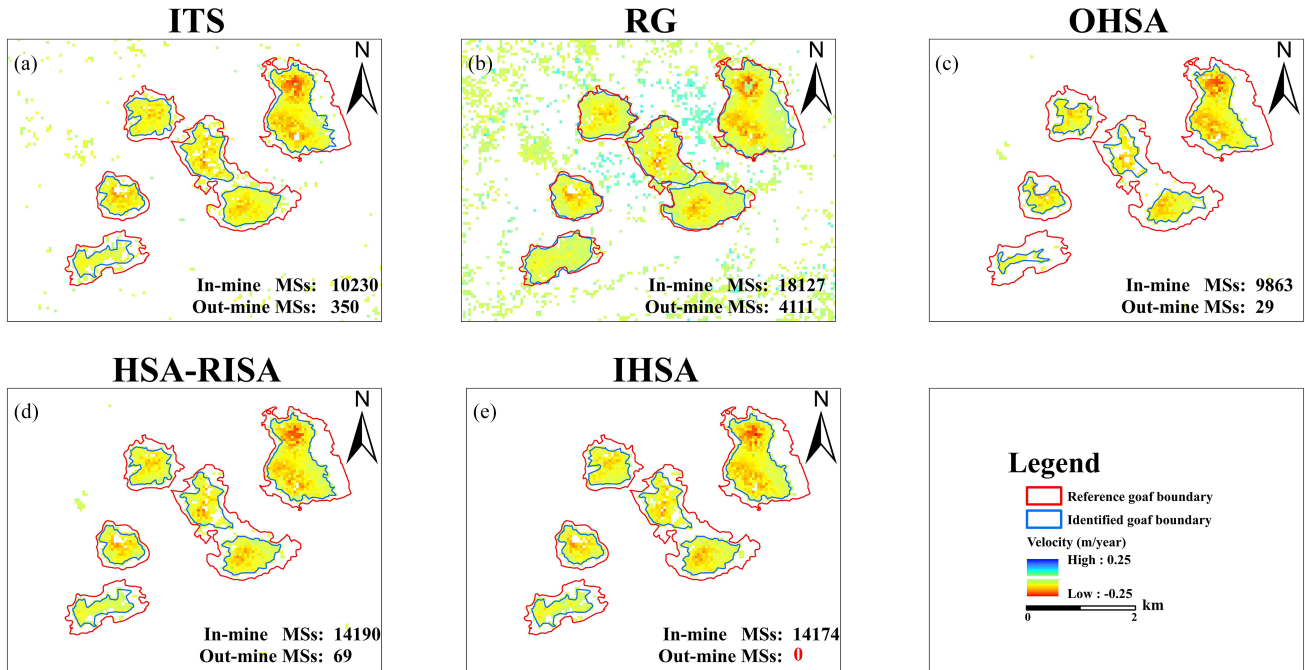 ITS
RG
OHSA
(a)
N
(b)
N
(c)
N
In-mine MSs: 10230
Out-mine MSs: 350
In-mine MSs: 18127
Out-mine MSs: 4111
In-mine MSs: 9863
Out-mine MSs: 29
HSA-RISA
IHSA
(d)
N
(e)
N
In-mine MSs: 14190
Out-mine MSs: 69
In-mine MSs: 14174
Out-mine MSs: 0
Legend
Reference goaf boundary
Identified goaf boundary
Velocity (m/year)
High : 0.25
Low : -0.25
km
0 2